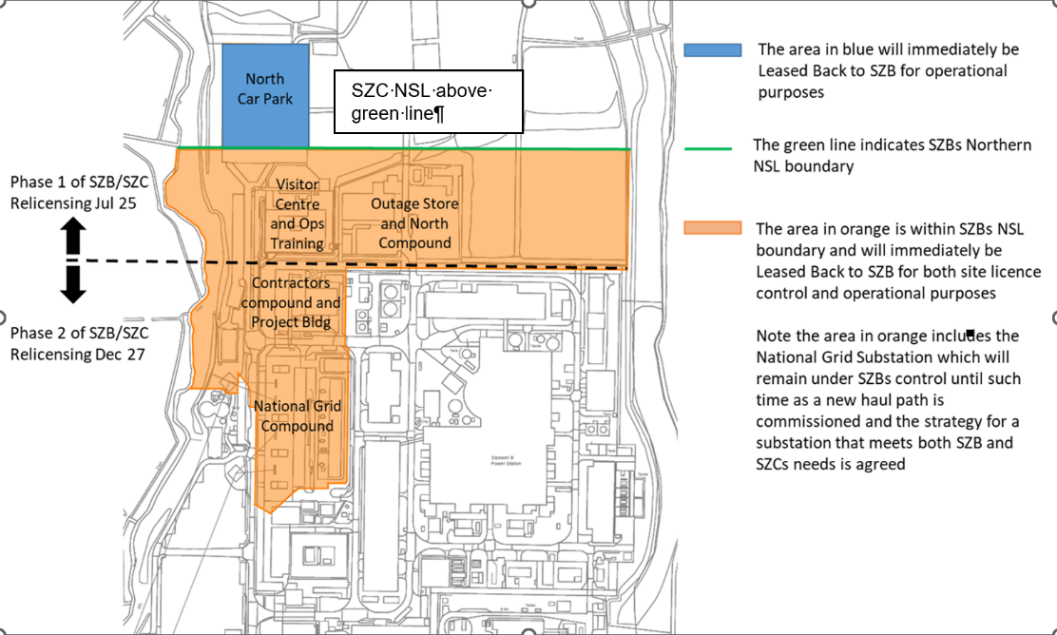 North
Car Park
SZC·NSL·above·
green·line¶
The area in blue will immediately be
Leased Back to SZB for operational
purposes
The green line indicates SZBs Northern
NSL boundary
Phase 1 of SZB/SZC
Relicensing Jul 25
Visitor
Centre
and Ops
Training
Outage Store
and North
Compound
The area in orange is within SZBs NSL
boundary and will immediately be
Leased Back to SZB for both site licence
control and operational purposes
Contractors
compound and
Project Bldg
Phase 2 of SZB/SZC
Relicensing Dec 27
Note the area in orange includes the
National Grid Substation which will
remain under SZBs control until such
time as a new haul path is
commissioned and the strategy for a
substation that meets both SZB and
SZCs needs is agreed
National Grid
Compound
Sizewell B
Power Station